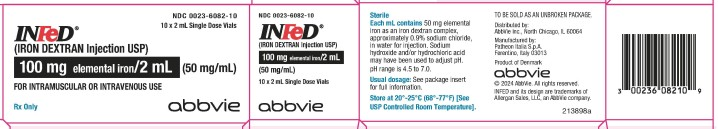 NDC 0023-6082-10
10 x 2 mL Single Dose Vials
INFeD®
(IRON DEXTRAN Injection USP)
100 mg elemental iron/2 mL (50 mg/mL)
FOR INTRAMUSCULAR OR INTRAVENOUS USE
Rx Only
abbvie
NDC 0023-6082-10
INFeD®
(IRON DEXTRAN Injection USP)
100 mg elemental iron/2 mL
(50 mg/mL)
10 x 2 mL Single Dose Vials
abbvie
Sterile
Each mL contains 50 mg elemental
iron as an iron dextran complex,
approximately 0.9% sodium chloride,
in water for injection. Sodium
hydroxide and/or hydrochloric acid
may have been used to adjust pH.
pH range is 4.5 to 7.0.
Usual dosage: See package insert
for full information.
Store at 20°-25°C (68°-77°F) [See
USP Controlled Room Temperature].
TO BE SOLD AS AN UNBROKEN PACKAGE.
Distributed by:
AbbVie Inc., North Chicago, IL 60064
Manufactured by:
Patheon Italia S.p.A.
Ferentino, Italy 03013
Product of Denmark
abbvie
© 2024 AbbVie. All rights reserved.
INFED and its design are trademarks of
Allergan Sales, LLC, an AbbVie company.
213898a
3 00236 08210 9